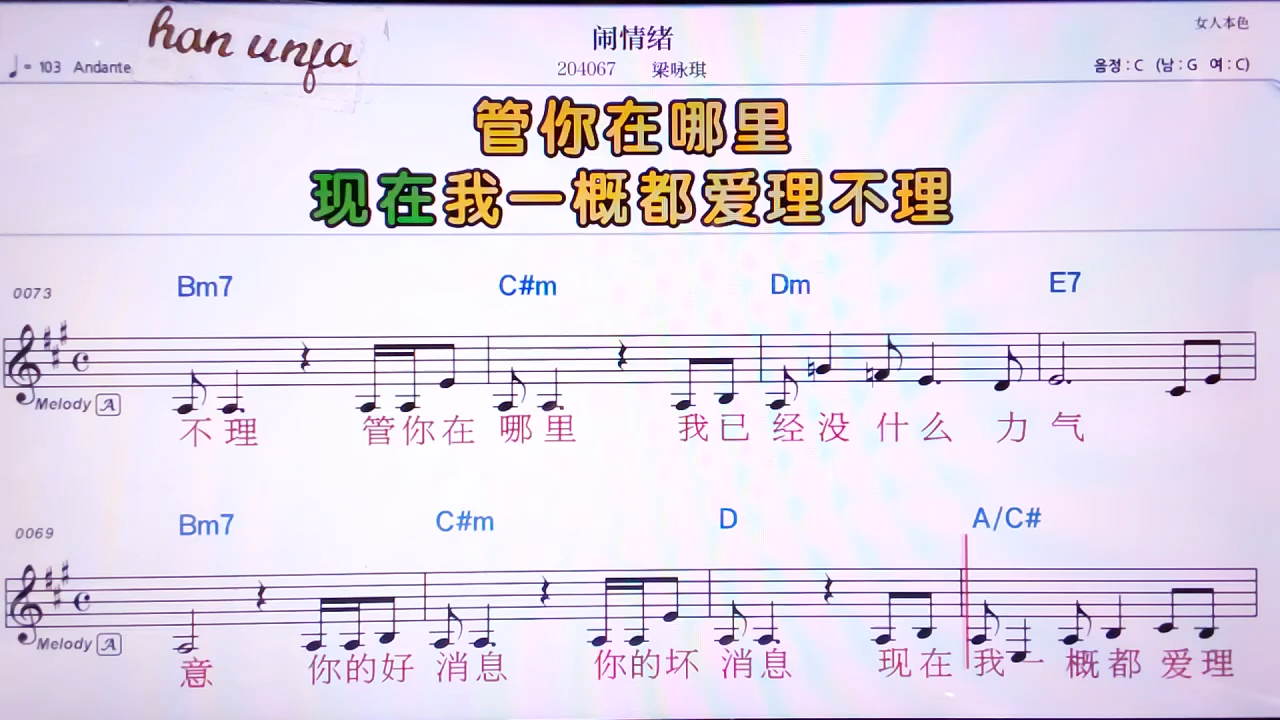 han unfa
女人本色
闹情绪
♩= 103 Andante
204067 梁咏琪
음정 : C (남 : G 여 : C)
管你在哪里
现在我一概都爱理不理
0073
Bm7 C#m Dm E7
Melody A
不理 管你在 哪里 我已 经没 什么 力 气
0069
Bm7 C#m D A/C#
Melody A
意 你的好 消息 你的坏 消息 现在 我一 概都 爱理